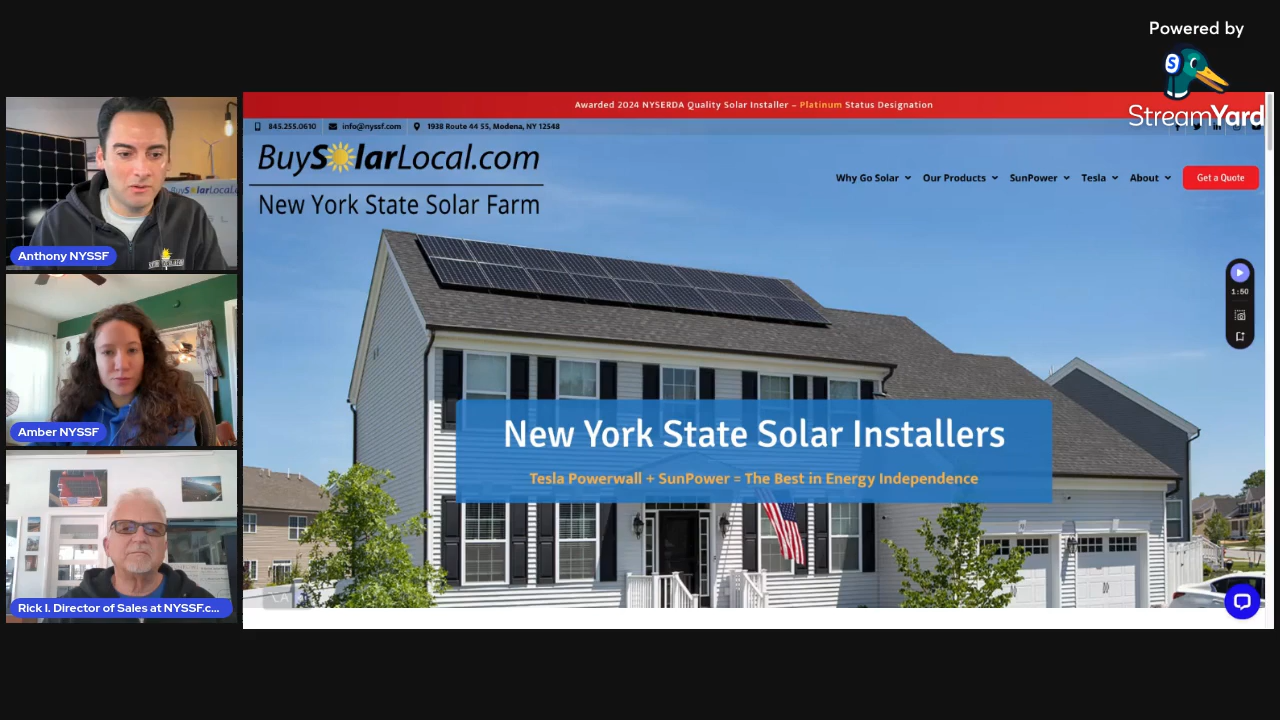 Powered by
StreamYard
Awarded 2024 NYSERDA Quality Solar Installer – Platinum Status Designation
845.255.0610 info@nyssf.com 1938 Route 44 55, Modena, NY 12548
BuySolarLocal.com
New York State Solar Farm
Why Go Solar Our Products SunPower Tesla About Get a Quote
Anthony NYSSF
Amber NYSSF
Rick I. Director of Sales at NYSSF.c...
1:50
New York State Solar Installers
Tesla Powerwall + SunPower = The Best in Energy Independence